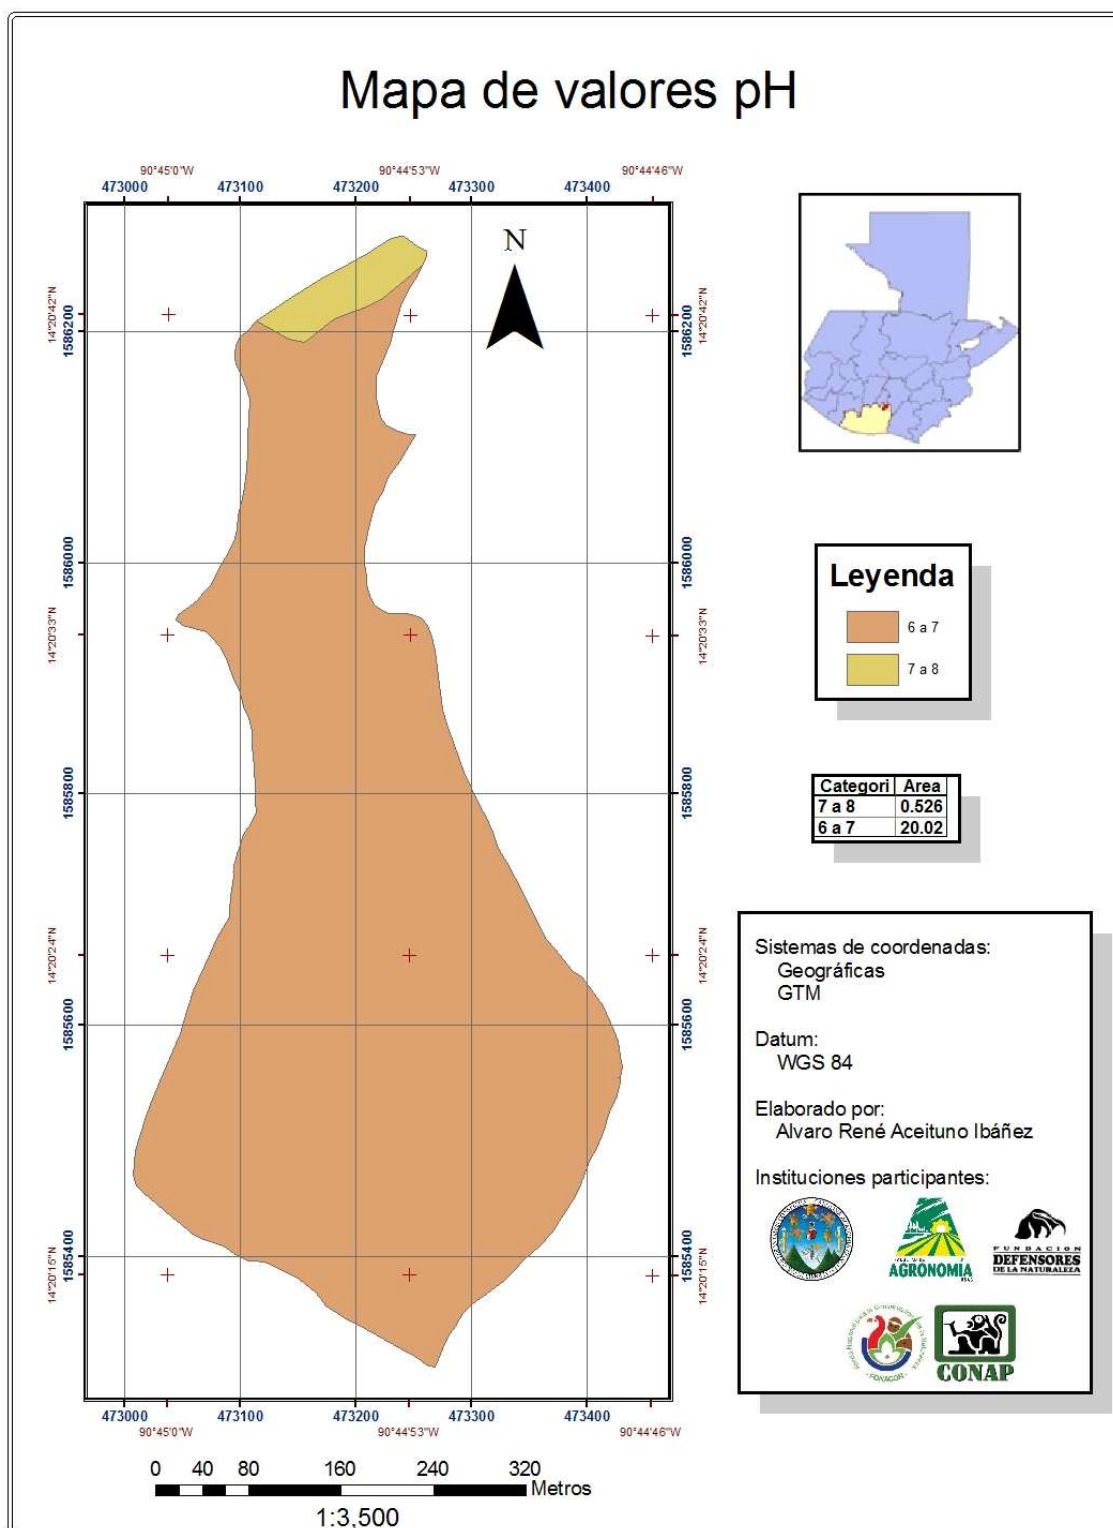 Mapa de valores pH
90°45'0"W 90°44'53"W 90°44'46"W
473000 473100 473200 473300 473400
N
14°20'42"N
1586200
1586200
14°20'42"N
1586000
1586000
14°20'33"N
14°20'33"N
1585800
1585800
14°20'24"N
14°20'24"N
1585600
1585600
1585400
1585400
14°20'15"N
14°20'15"N
473000 473100 473200 473300 473400
90°45'0"W 90°44'53"W 90°44'46"W
0 40 80 160 240 320
Metros
1:3,500
Leyenda
6 a 7
7 a 8
Categori Area
7 a 8 0.526
6 a 7 20.02
Sistemas de coordenadas:
Geográficas
GTM
Datum:
WGS 84
Elaborado por:
Alvaro René Aceituno Ibáñez
Instituciones participantes:
AGRONOMIA
FUNDACION
DEFENSORES
DE LA NATURALEZA
FONACON
CONAP